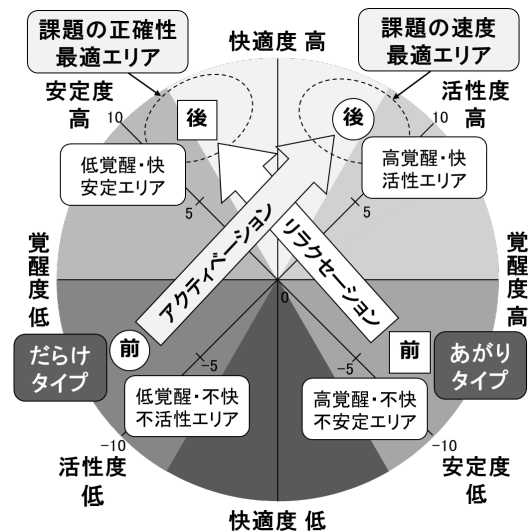 課題の正確性
最適エリア
快適度 高
課題の速度
最適エリア
安定度
高
10
後
後
活性度
高
10
低覚醒・快
安定エリア
高覚醒・快
活性エリア
5
5
覚醒度
低
アクティベーション
リラクセーション
覚醒度
高
0
だらけ
タイプ
前
前
あがり
タイプ
−5
−5
低覚醒・不快
不活性エリア
高覚醒・不快
不安定エリア
−10
−10
活性度
低
快適度 低
安定度
低